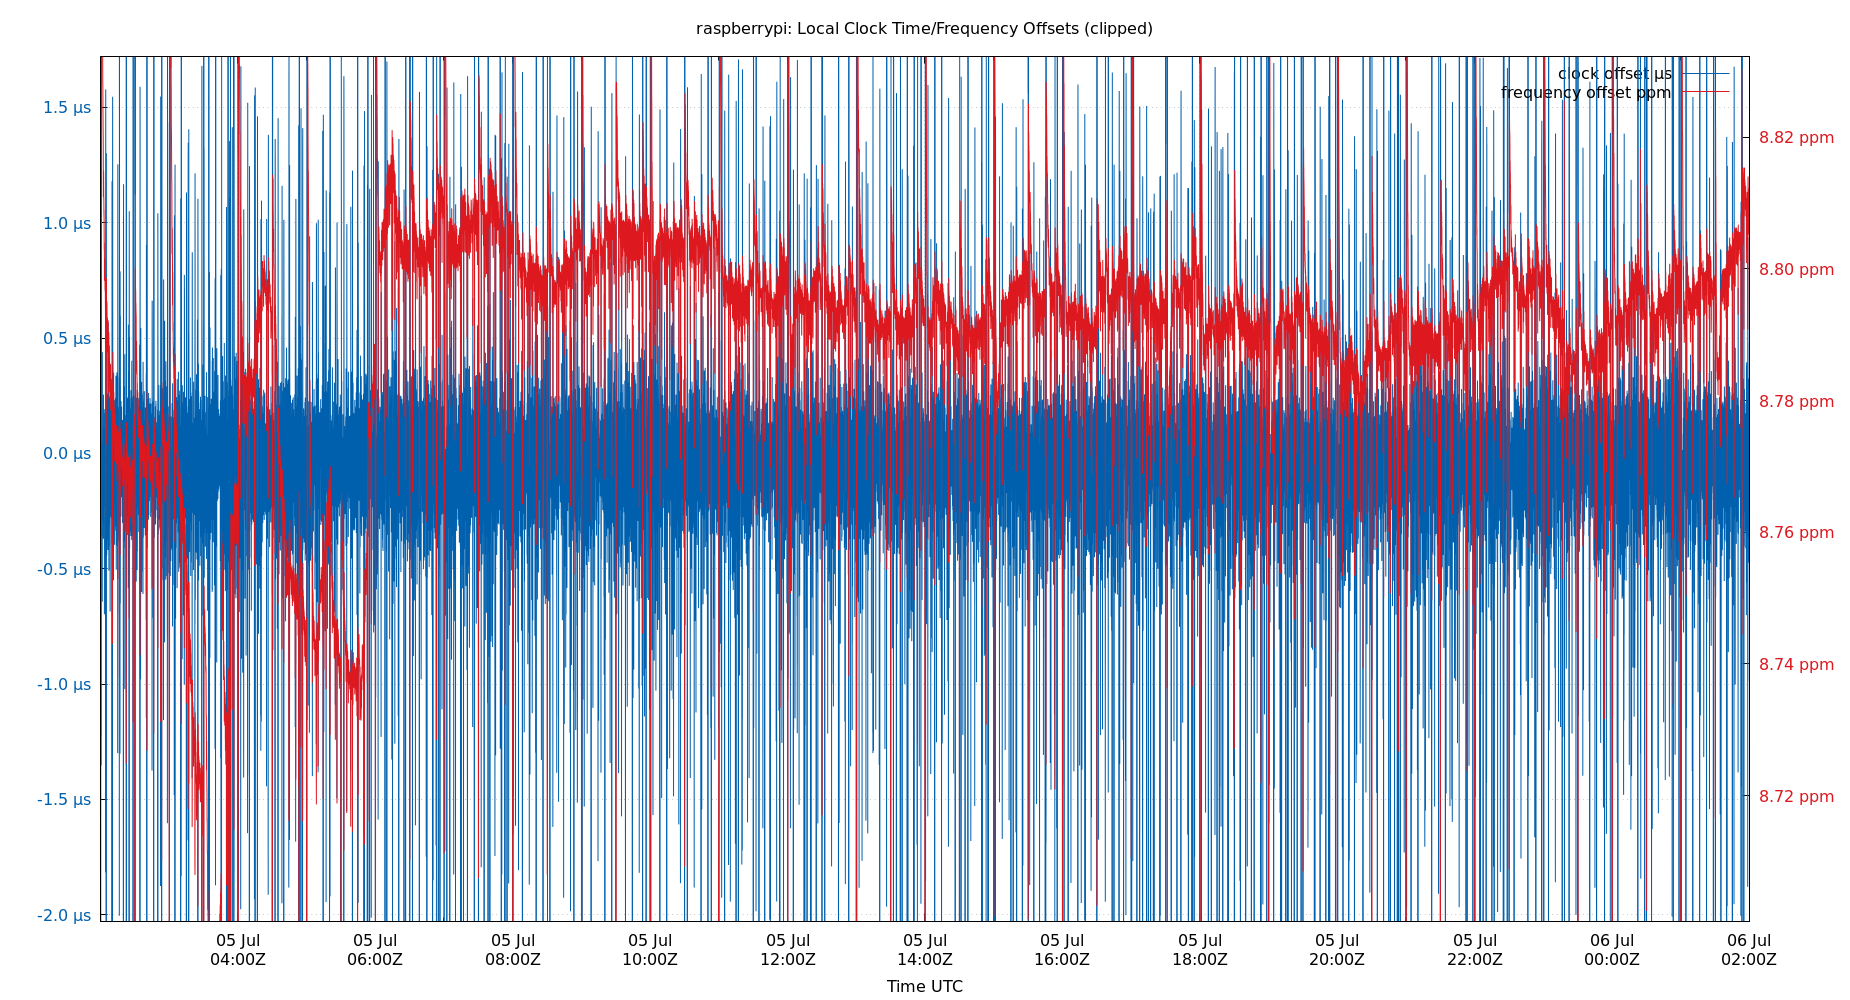 raspberrypi: Local Clock Time/Frequency Offsets (clipped)
clock offset µs
frequency offset ppm
1.5 µs
1.0 µs
0.5 µs
0.0 µs
-0.5 µs
-1.0 µs
-1.5 µs
-2.0 µs
8.82 ppm
8.80 ppm
8.78 ppm
8.76 ppm
8.74 ppm
8.72 ppm
05 Jul 05 Jul 05 Jul 05 Jul 05 Jul 05 Jul 05 Jul 05 Jul 05 Jul 05 Jul 06 Jul 06 Jul
04:00Z 06:00Z 08:00Z 10:00Z 12:00Z 14:00Z 16:00Z 18:00Z 20:00Z 22:00Z 00:00Z 02:00Z
Time UTC